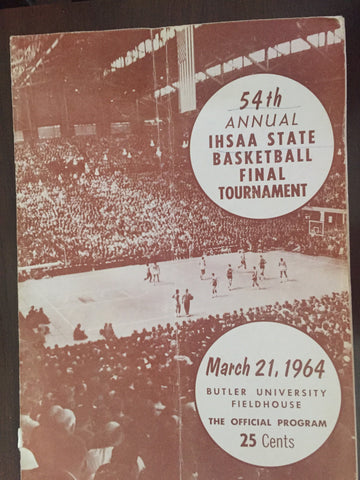 54th
ANNUAL
IHSAA STATE
BASKETBALL
FINAL
TOURNAMENT
March 21, 1964
BUTLER UNIVERSITY
FIELDHOUSE
THE OFFICIAL PROGRAM
25 Cents